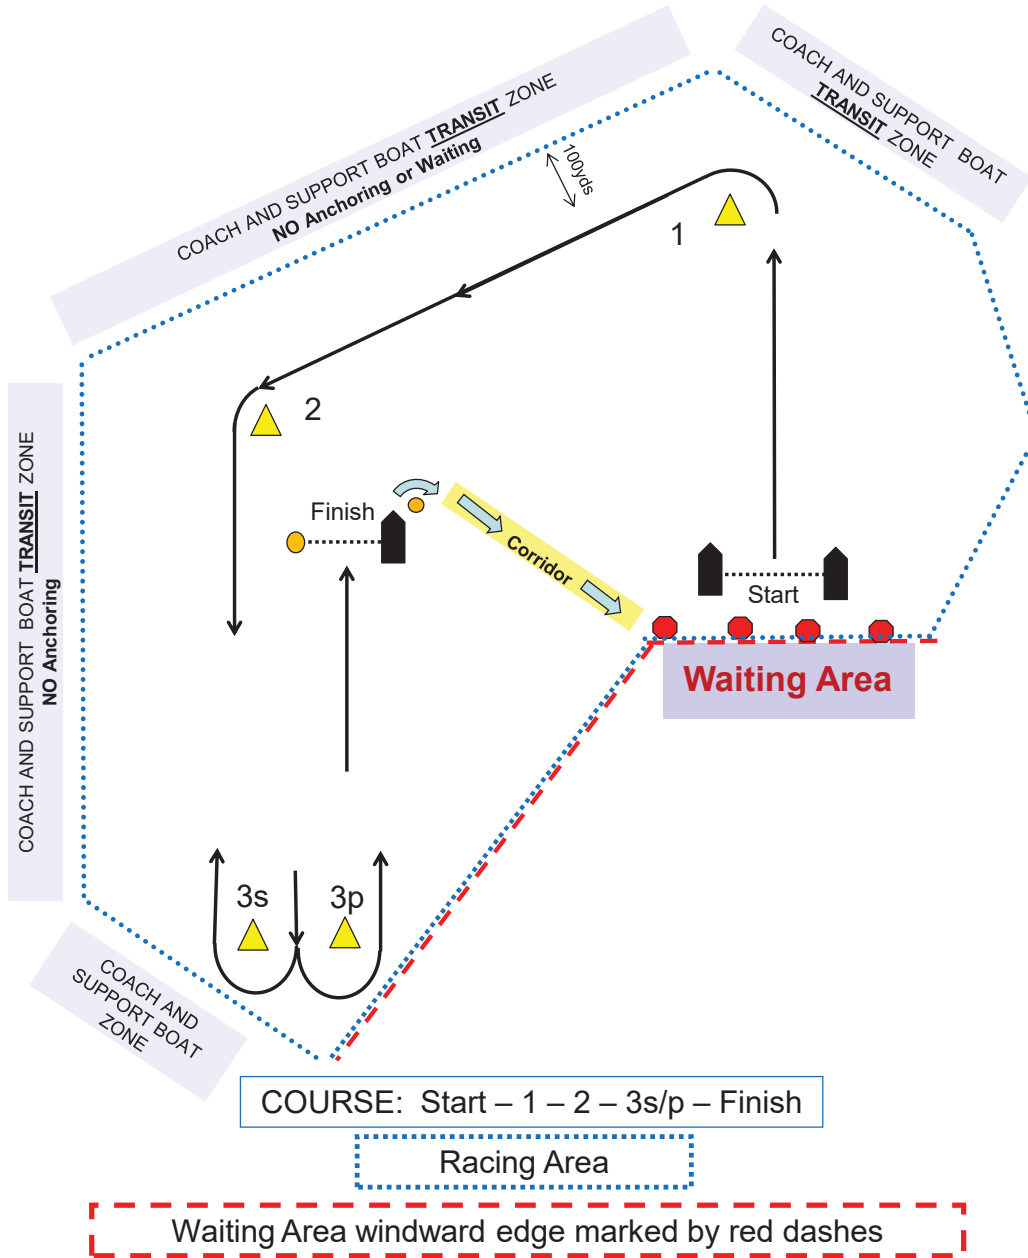 COACH AND SUPPORT BOAT TRANSIT ZONE
NO Anchoring or Waiting
COACH AND SUPPORT BOAT
TRANSIT ZONE
100yds
1
2
COACH AND SUPPORT BOAT TRANSIT ZONE
NO Anchoring
Finish
Corridor
Start
Waiting Area
3s
3p
COACH AND
SUPPORT BOAT
ZONE
COURSE: Start – 1 – 2 – 3s/p – Finish
Racing Area
Waiting Area windward edge marked by red dashes